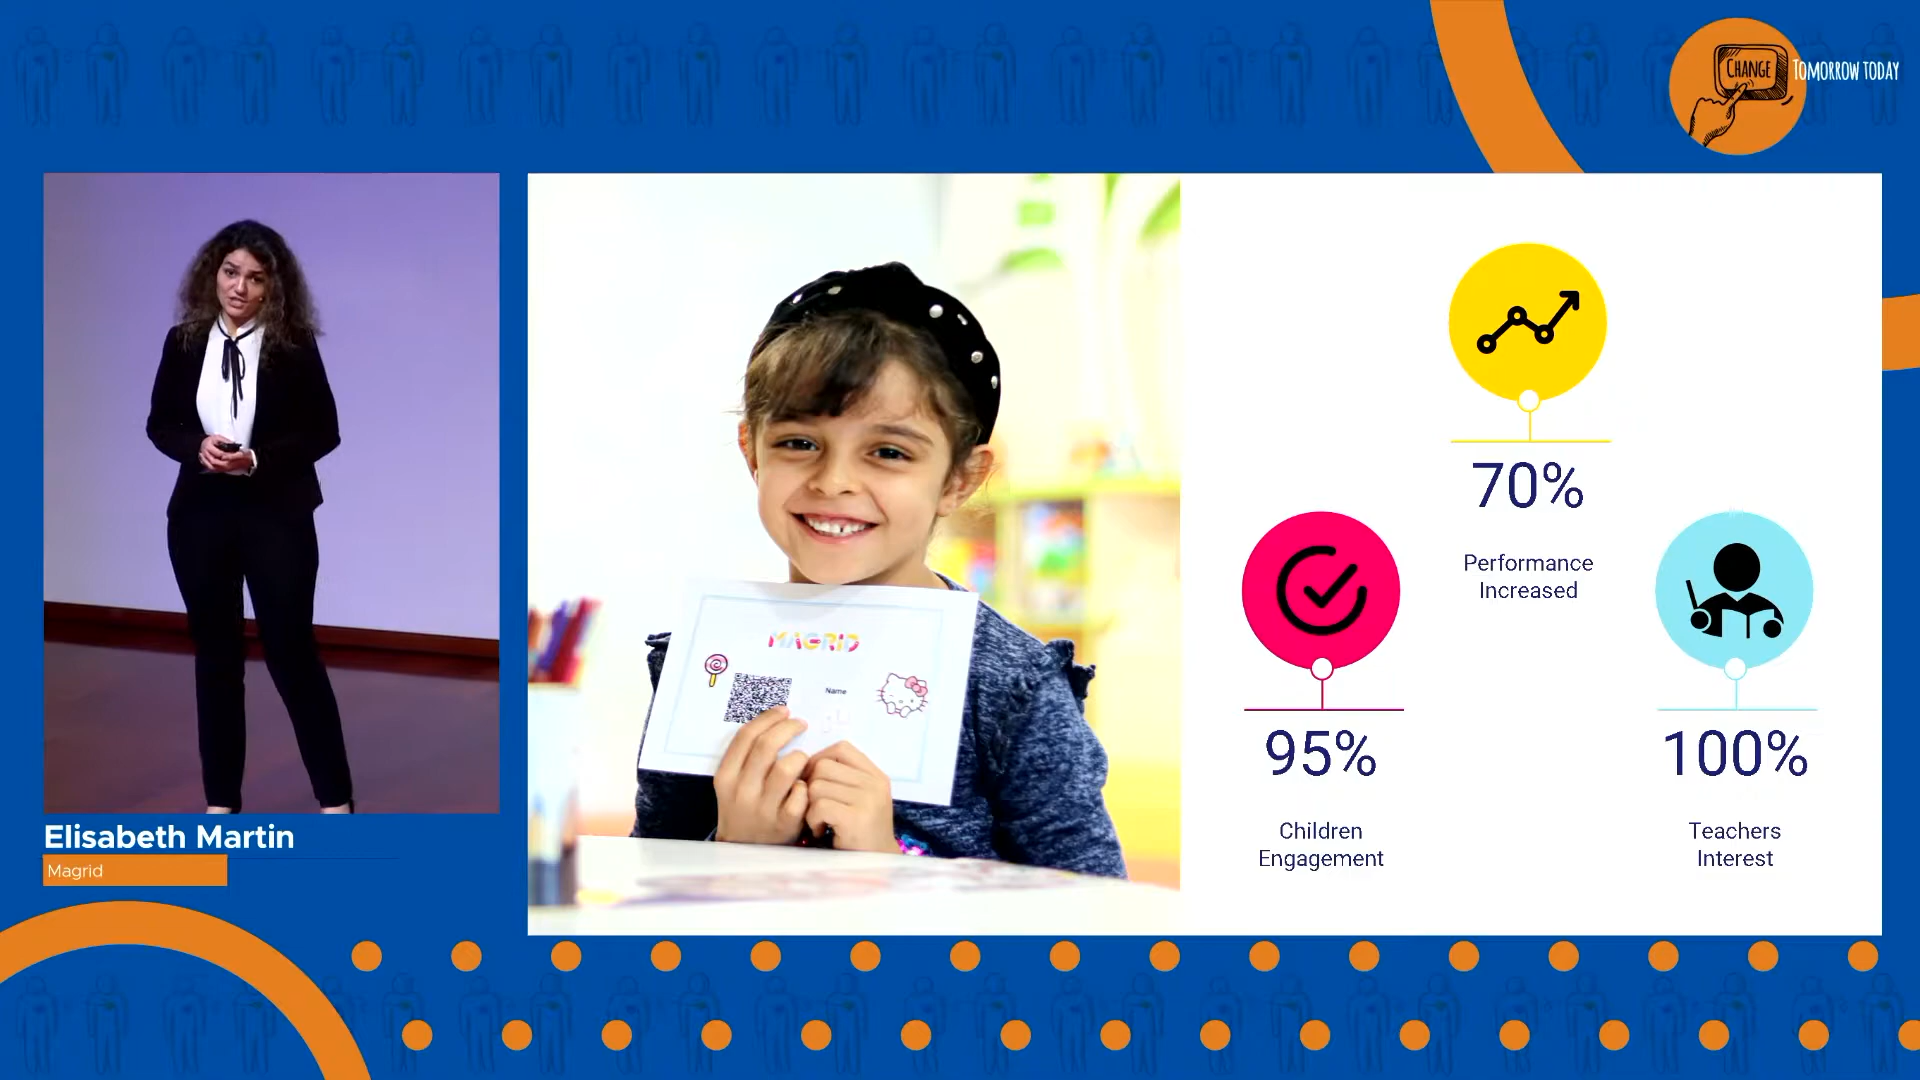 CHANGE TOMORROW TODAY
MAGRID
Name
70%
Performance
Increased
95%
Children
Engagement
100%
Teachers
Interest
Elisabeth Martin
Magrid